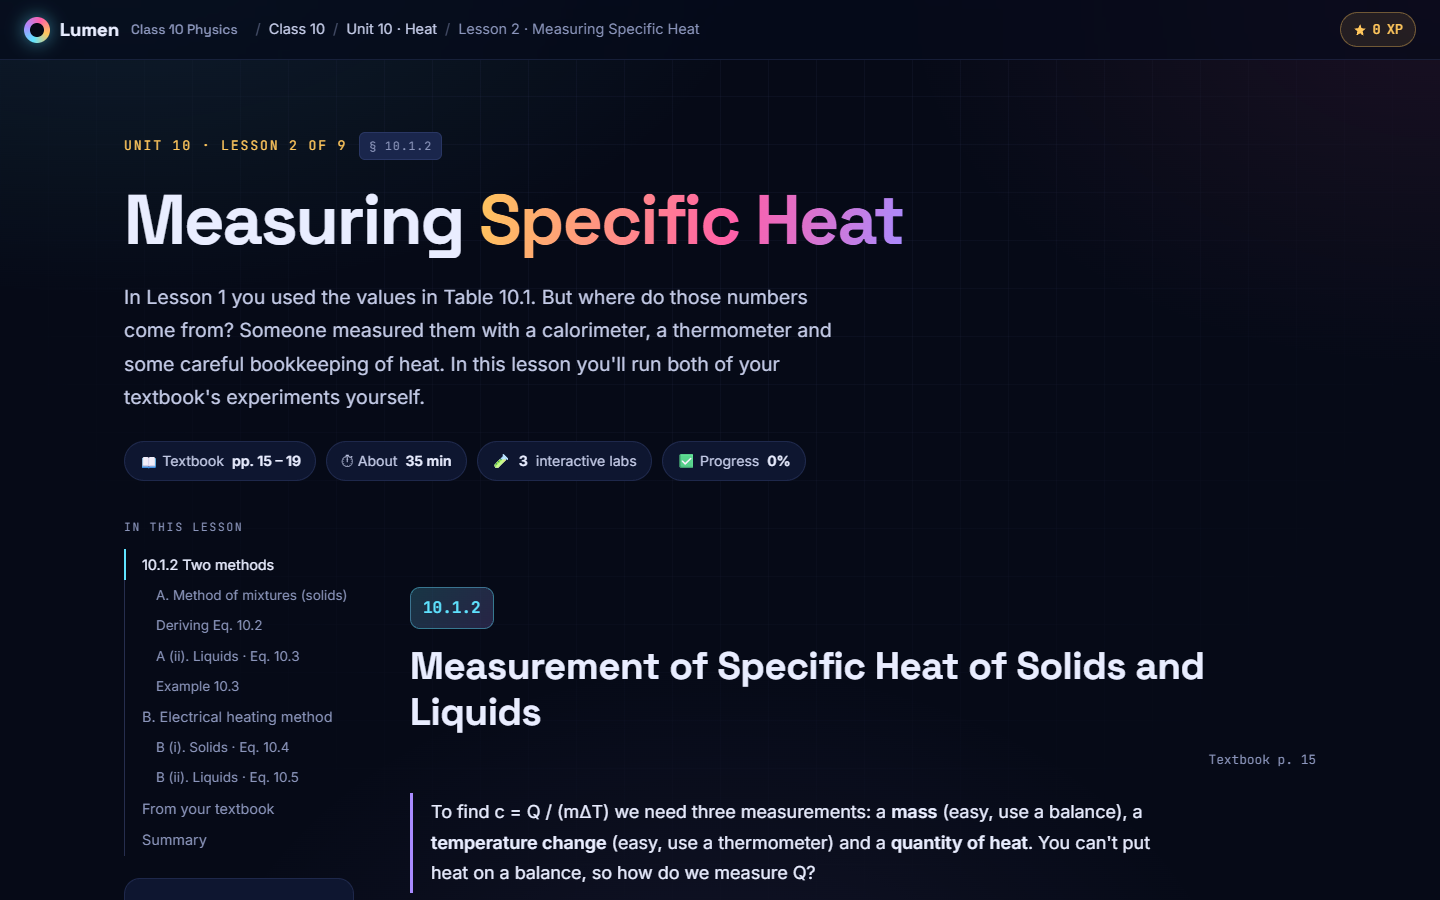 Lumen Class 10 Physics / Class 10 / Unit 10 · Heat / Lesson 2 · Measuring Specific Heat
★ 0 XP
UNIT 10 · LESSON 2 OF 9 § 10.1.2
Measuring Specific Heat
In Lesson 1 you used the values in Table 10.1. But where do those numbers
come from? Someone measured them with a calorimeter, a thermometer and
some careful bookkeeping of heat. In this lesson you'll run both of your
textbook's experiments yourself.
📖 Textbook pp. 15 – 19
⏱ About 35 min
🧪 3 interactive labs
✅ Progress 0%
IN THIS LESSON
10.1.2 Two methods
A. Method of mixtures (solids)
Deriving Eq. 10.2
A (ii). Liquids · Eq. 10.3
Example 10.3
B. Electrical heating method
B (i). Solids · Eq. 10.4
B (ii). Liquids · Eq. 10.5
From your textbook
Summary
10.1.2
Measurement of Specific Heat of Solids and
Liquids
Textbook p. 15
To find c = Q / (mΔT) we need three measurements: a mass (easy, use a balance), a
temperature change (easy, use a thermometer) and a quantity of heat. You can't put
heat on a balance, so how do we measure Q?